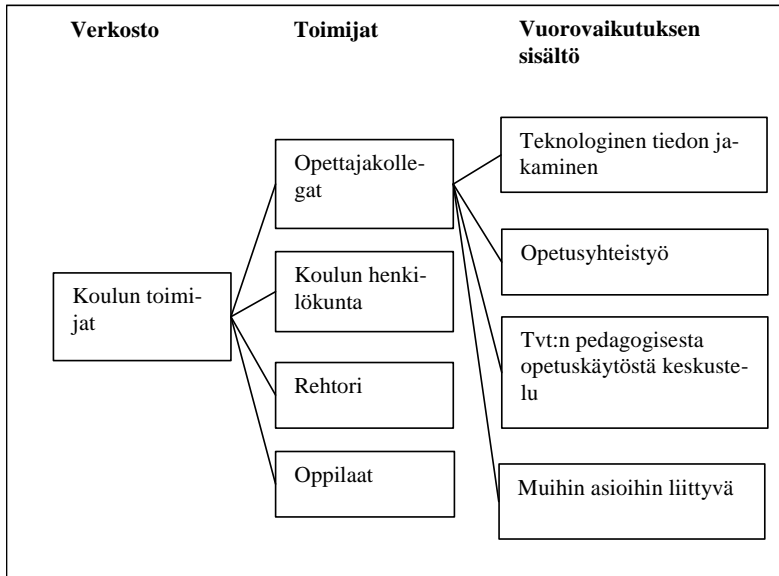 Verkosto
Toimijat
Vuorovaikutuksen
sisältö
Koulun toimi-
jat
Opettajakolle-
gat
Koulun henki-
lökunta
Rehtori
Oppilaat
Teknologinen tiedon ja-
kaminen
Opetusyhteistyö
Tvt:n pedagogisesta
opetuskäytöstä keskuste-
lu
Muihin asioihin liittyvä